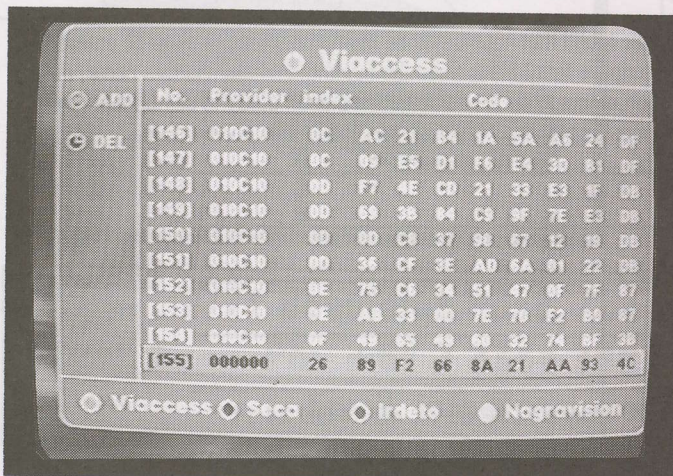 Viaccess
ADD
DEL
No. Provider index Code
[146] 010C10 0C AC 21 B4 1A 5A A6 24 DF
[147] 010C10 0C 09 E5 D1 F6 E4 3D B1 DF
[148] 010C10 0D F7 4E CD 21 33 E3 1F DB
[149] 010C10 0D 69 3B 84 C9 9F 7E E3 DB
[150] 010C10 0D 0D C8 37 98 67 12 19 DB
[151] 010C10 0D 36 CF 3E AD 6A 01 22 DB
[152] 010C10 0E 75 C6 34 51 47 0F 7F 87
[153] 010C10 0E AB 33 0D 7E 78 F2 87
[154] 010C10 0F 49 65 49 60 32 74 8F 3B
[155] 000000 26 89 F2 66 8A 21 AA 93 4C
Viaccess Seca Irdeto Nagravision